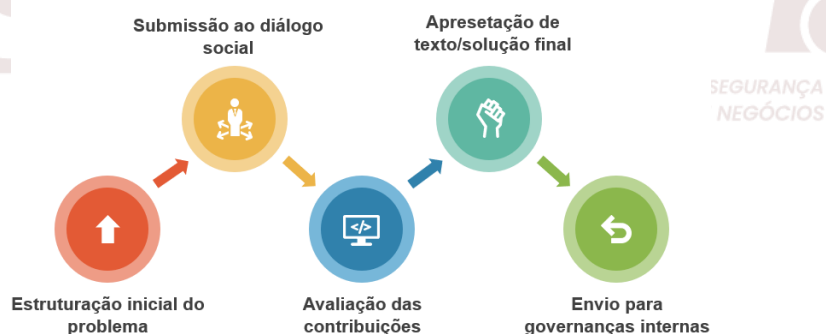 Submissão ao diálogo
social
Apresetação de
texto/solução final
SEGURANÇA
NEGÓCIOS
</>
Estruturação inicial do
problema
Avaliação das
contribuições
Envio para
governanças internas